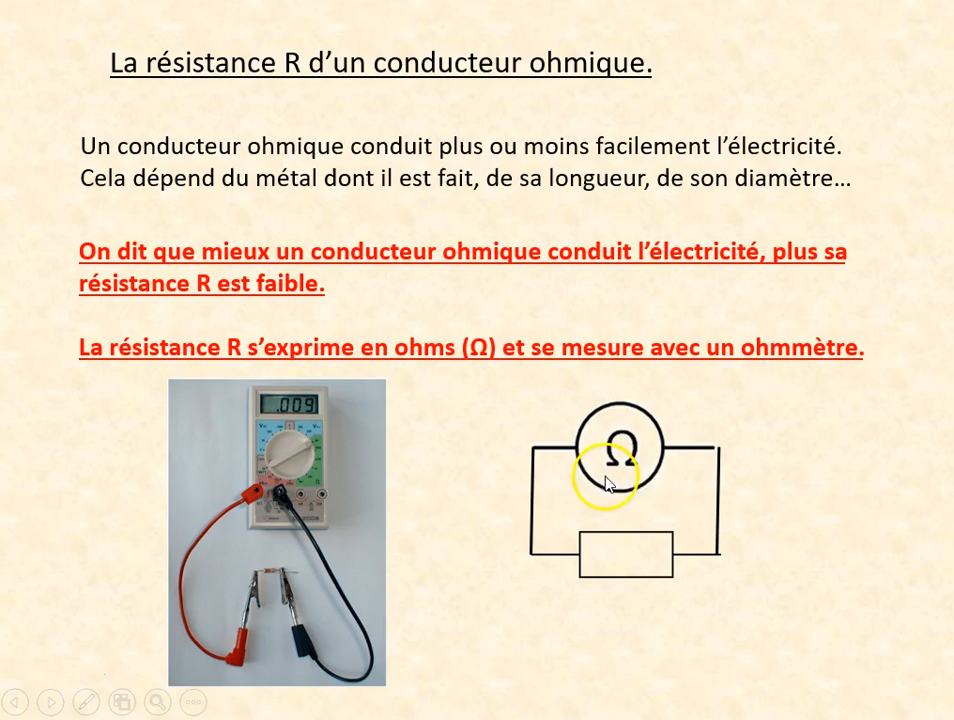 La résistance R d’un conducteur ohmique.
Un conducteur ohmique conduit plus ou moins facilement l’électricité.
Cela dépend du métal dont il est fait, de sa longueur, de son diamètre…
On dit que mieux un conducteur ohmique conduit l’électricité, plus sa
résistance R est faible.
La résistance R s’exprime en ohms (Ω) et se mesure avec un ohmmètre.
.009
Ω